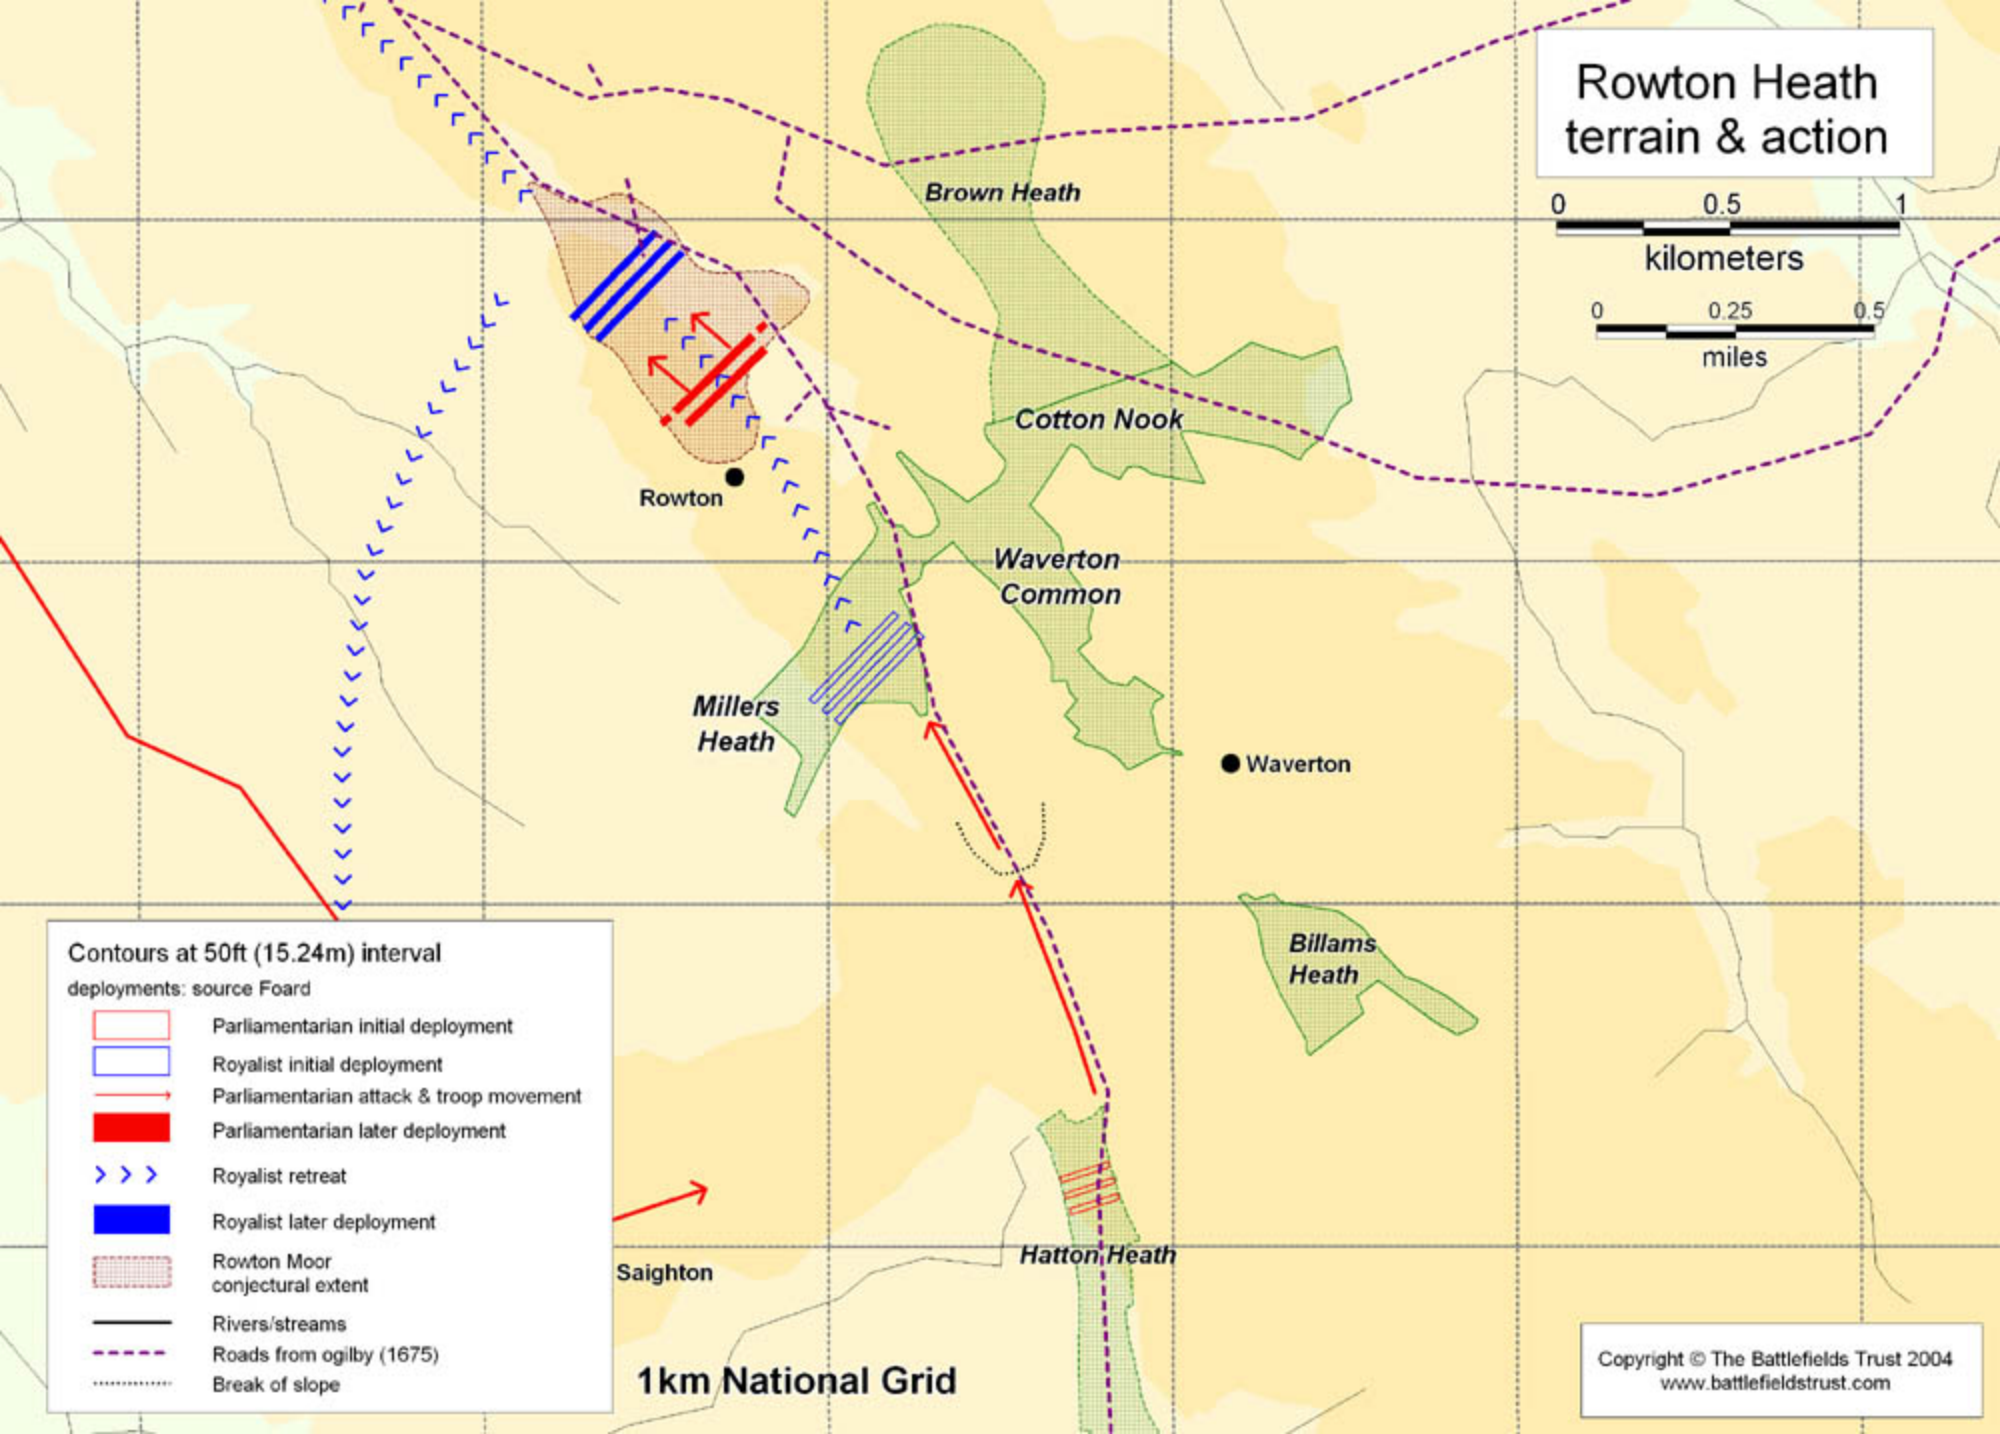 Rowton Heath
terrain & action
0 0.5 1
kilometers
0 0.25 0.5
miles
Brown Heath
Cotton Nook
Rowton
Waverton
Common
Millers
Heath
Waverton
Billams
Heath
Hatton Heath
Saighton
1km National Grid
Contours at 50ft (15.24m) interval
deployments: source Foard
Parliamentarian initial deployment
Royalist initial deployment
Parliamentarian attack & troop movement
Parliamentarian later deployment
Royalist retreat
Royalist later deployment
Rowton Moor
conjectural extent
Rivers/streams
Roads from ogilby (1675)
Break of slope
Copyright © The Battlefields Trust 2004
www.battlefieldstrust.com